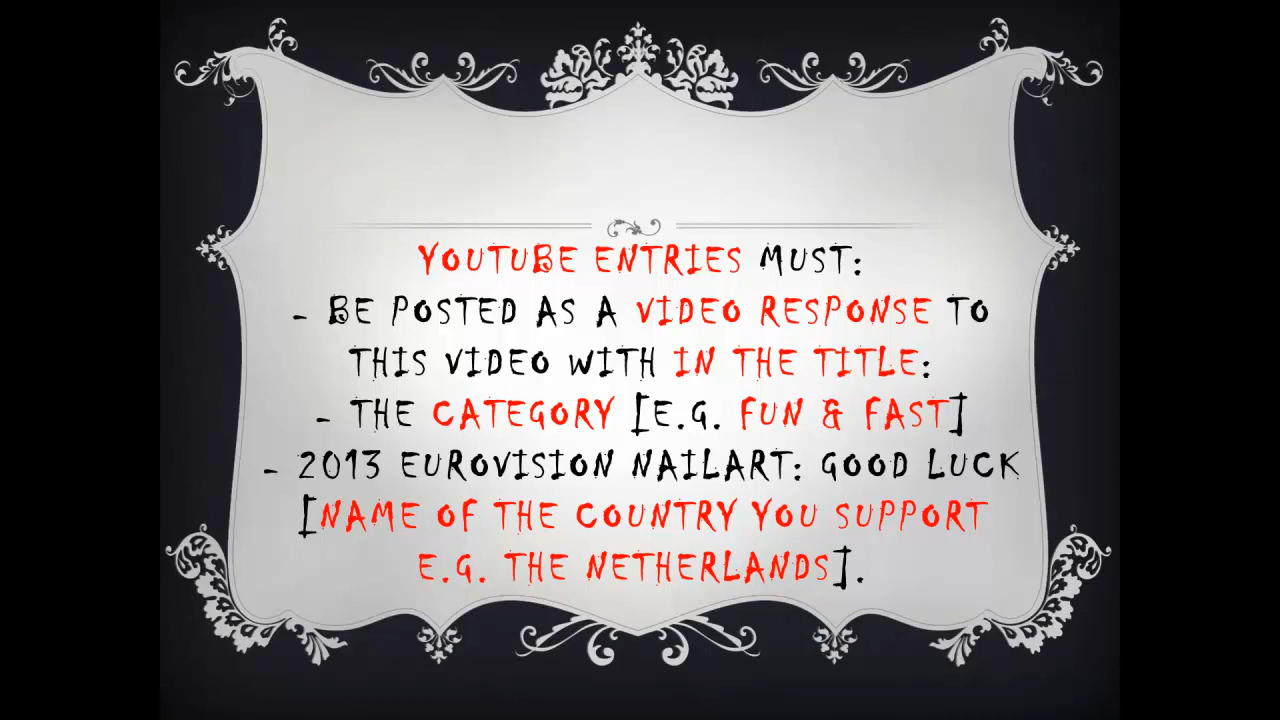 YOUTUBE ENTRIES MUST:
- BE POSTED AS A VIDEO RESPONSE TO
THIS VIDEO WITH IN THE TITLE:
- THE CATEGORY [E.G. FUN & FAST]
- 2013 EUROVISION NAILART: GOOD LUCK
[NAME OF THE COUNTRY YOU SUPPORT
E.G. THE NETHERLANDS].